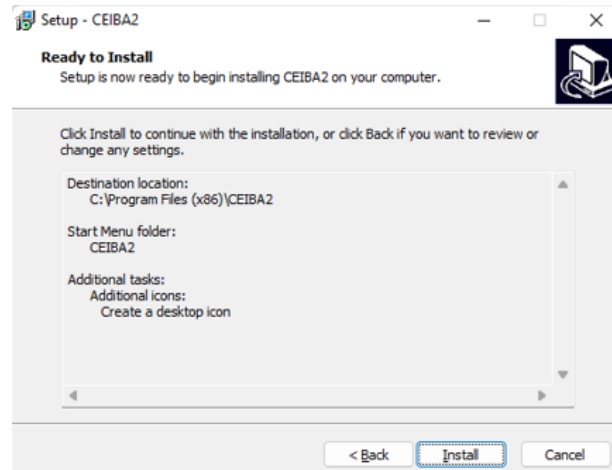 Setup - CEIBA2
Ready to Install
Setup is now ready to begin installing CEIBA2 on your computer.
Click Install to continue with the installation, or click Back if you want to review or
change any settings.
Destination location:
C:\Program Files (x86)\CEIBA2
Start Menu folder:
CEIBA2
Additional tasks:
Additional icons:
Create a desktop icon
< Back
Install
Cancel